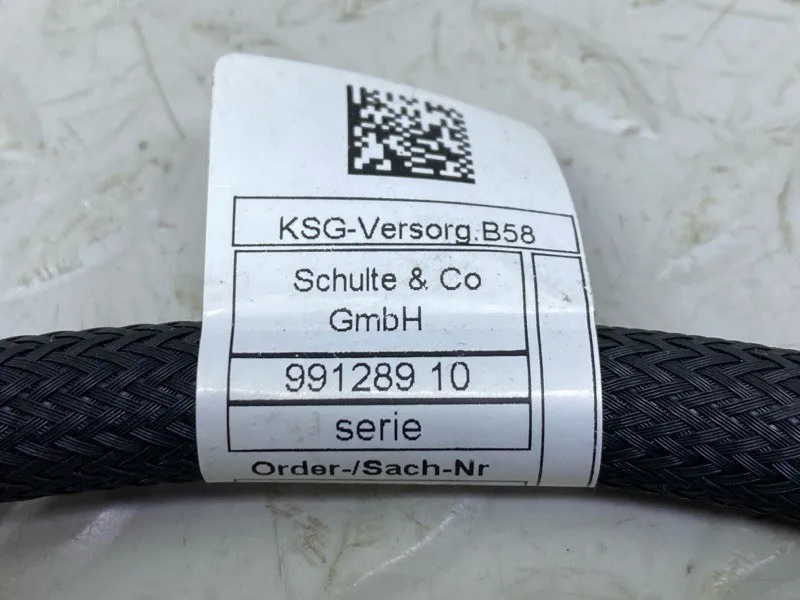 KSG-Versorg.B58
Schulte & Co
GmbH
991289 10
serie
Order-/Sach-Nr